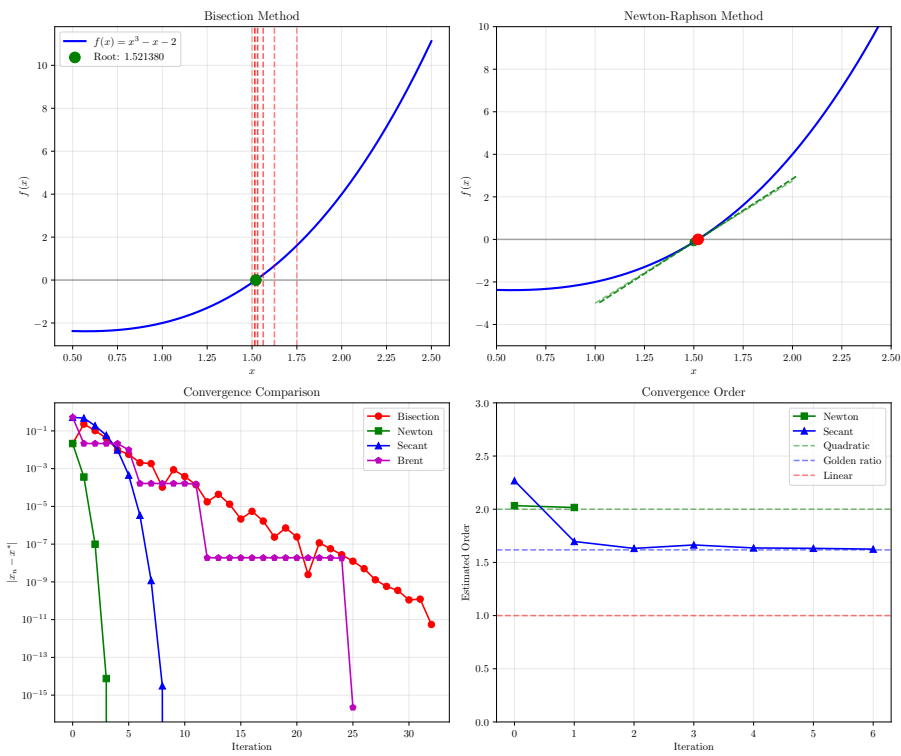 Bisection Method
f(x) = x³ − x − 2
Root: 1.521380
10
8
6
4
2
0
−2
f(x)
0.50 0.75 1.00 1.25 1.50 1.75 2.00 2.25 2.50
x
Newton-Raphson Method
10
8
6
4
2
0
−2
−4
f(x)
0.50 0.75 1.00 1.25 1.50 1.75 2.00 2.25 2.50
x
Convergence Comparison
Bisection
Newton
Secant
Brent
10⁻¹
10⁻³
10⁻⁵
10⁻⁷
10⁻⁹
10⁻¹¹
10⁻¹³
10⁻¹⁵
|xₙ − x*|
0 5 10 15 20 25 30
Iteration
Convergence Order
Newton
Secant
Quadratic
Golden ratio
Linear
3.0
2.5
2.0
1.5
1.0
0.5
0.0
Estimated Order
0 1 2 3 4 5 6
Iteration